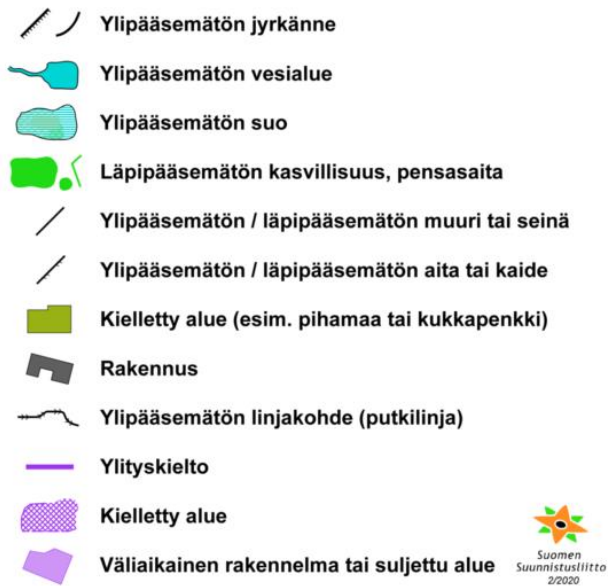 Ylipääsemätön jyrkänne
Ylipääsemätön vesialue
Ylipääsemätön suo
Läpipääsemätön kasvillisuus, pensasaita
Ylipääsemätön / läpipääsemätön muuri tai seinä
Ylipääsemätön / läpipääsemätön aita tai kaide
Kielletty alue (esim. pihamaa tai kukkapenkki)
Rakennus
Ylipääsemätön linjakohde (putkilinja)
Ylityskielto
Kielletty alue
Väliaikainen rakennelma tai suljettu alue
Suomen
Suunnistusliitto
2/2020